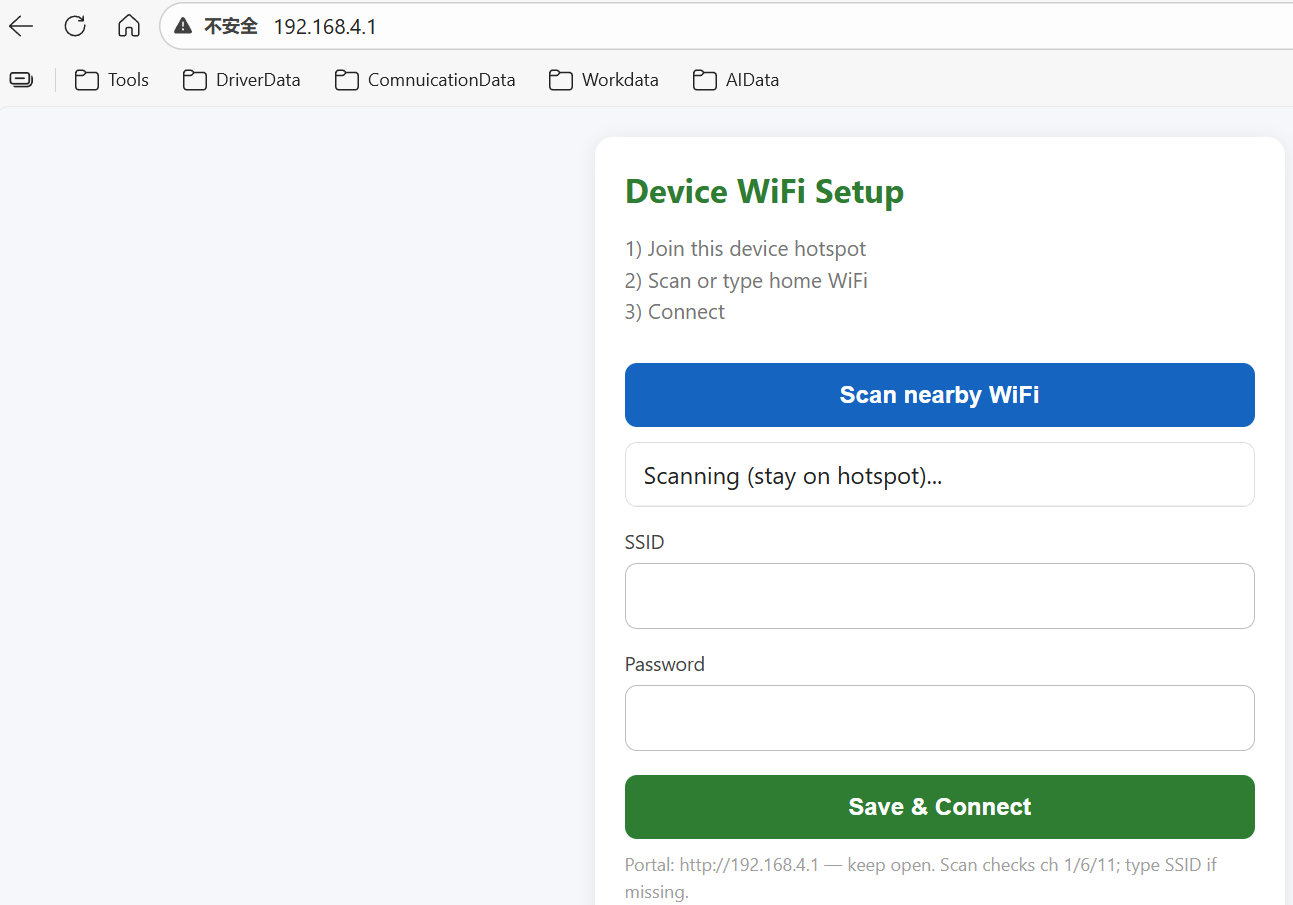 不安全 192.168.4.1
Tools DriverData ComnuicationData Workdata AIData
Device WiFi Setup
1) Join this device hotspot
2) Scan or type home WiFi
3) Connect
Scan nearby WiFi
Scanning (stay on hotspot)...
SSID
Password
Save & Connect
Portal: http://192.168.4.1 — keep open. Scan checks ch 1/6/11; type SSID if
missing.